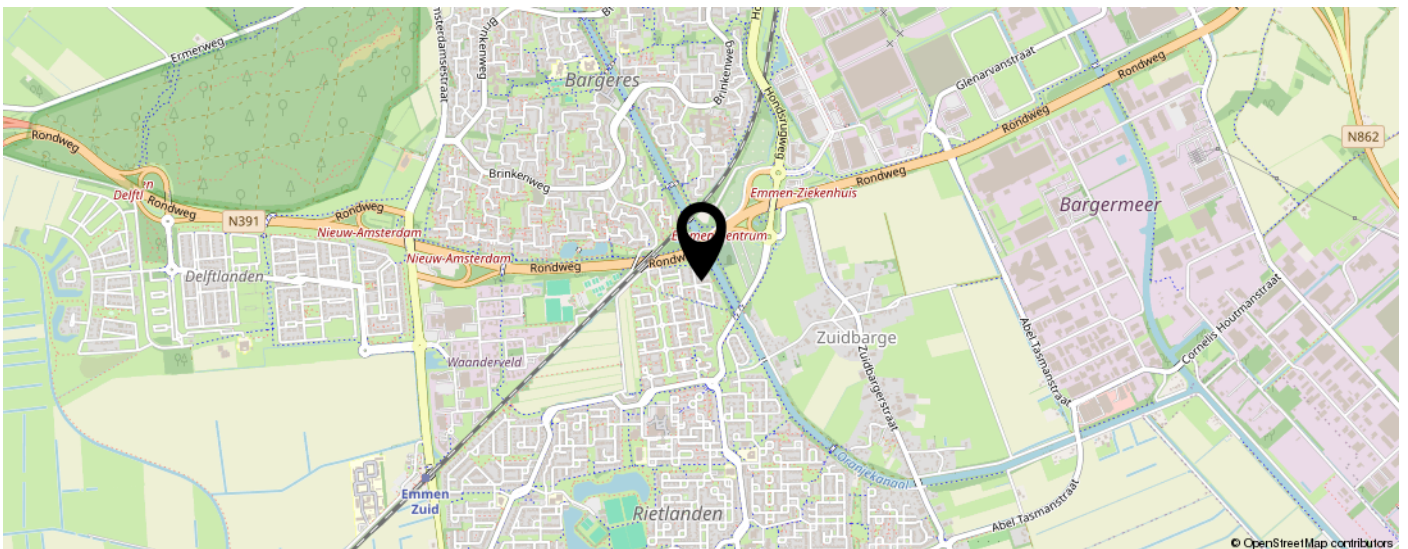 Ermerweg
msterdamsestraat
Brinkenweg
Bargeres
Brinkenweg
Hondsrugweg
Glenarvanstraat
Rondweg
Rondweg
N862
Rondweg
Brinkenweg
Emmen-Ziekenhuis
Rondweg
Bargermeer
Delftl
Rondweg
N391
Rondweg
Nieuw-Amsterdam
Nieuw-Amsterdam
Rondweg
Delftlanden
Waanderveld
Zuidbarge
Zuidbargerstraat
Abel Tasmanstraat
Cornelis Houtmanstraat
Oranjekanaal
Emmen
Zuid
Rietlanden
Abel Tasmanstraat
© OpenStreetMap contributors